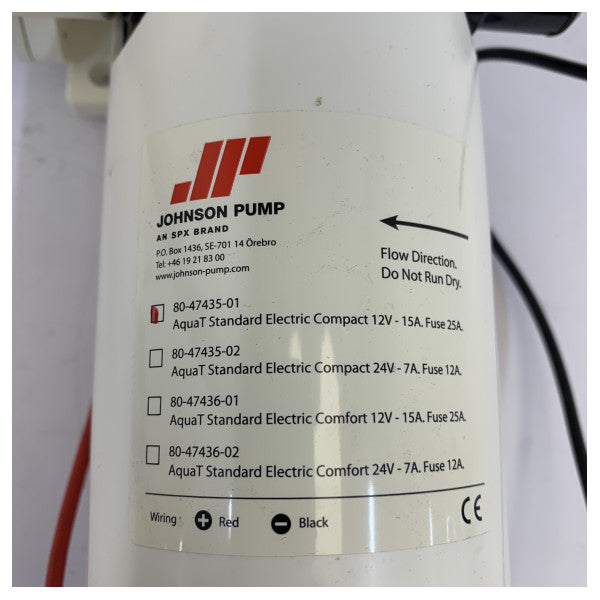 JP
JOHNSON PUMP
AN SPX BRAND
P.O. Box 1436, SE-701 14 Örebro
Tel: +46 19 21 83 00
www.johnson-pump.com
Flow Direction.
Do Not Run Dry.
80-47435-01
AquaT Standard Electric Compact 12V - 15A. Fuse 25A.
80-47435-02
AquaT Standard Electric Compact 24V - 7A. Fuse 12A.
80-47436-01
AquaT Standard Electric Comfort 12V - 15A. Fuse 25A.
80-47436-02
AquaT Standard Electric Comfort 24V - 7A. Fuse 12A.
Wiring: + Red - Black
CE